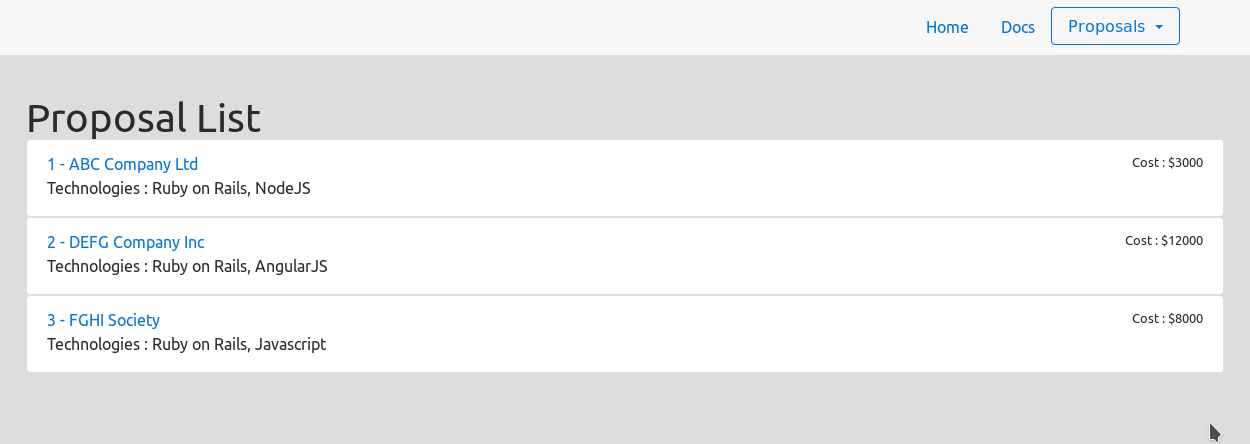 Home Docs Proposals
Proposal List
1 - ABC Company Ltd Cost : $3000
Technologies : Ruby on Rails, NodeJS
2 - DEFG Company Inc Cost : $12000
Technologies : Ruby on Rails, AngularJS
3 - FGHI Society Cost : $8000
Technologies : Ruby on Rails, Javascript